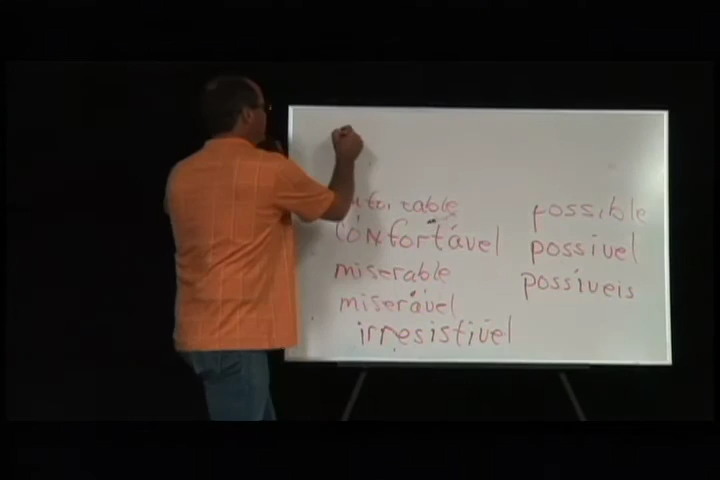 possible
confortável possível
miserable possíveis
miserável
irresistível